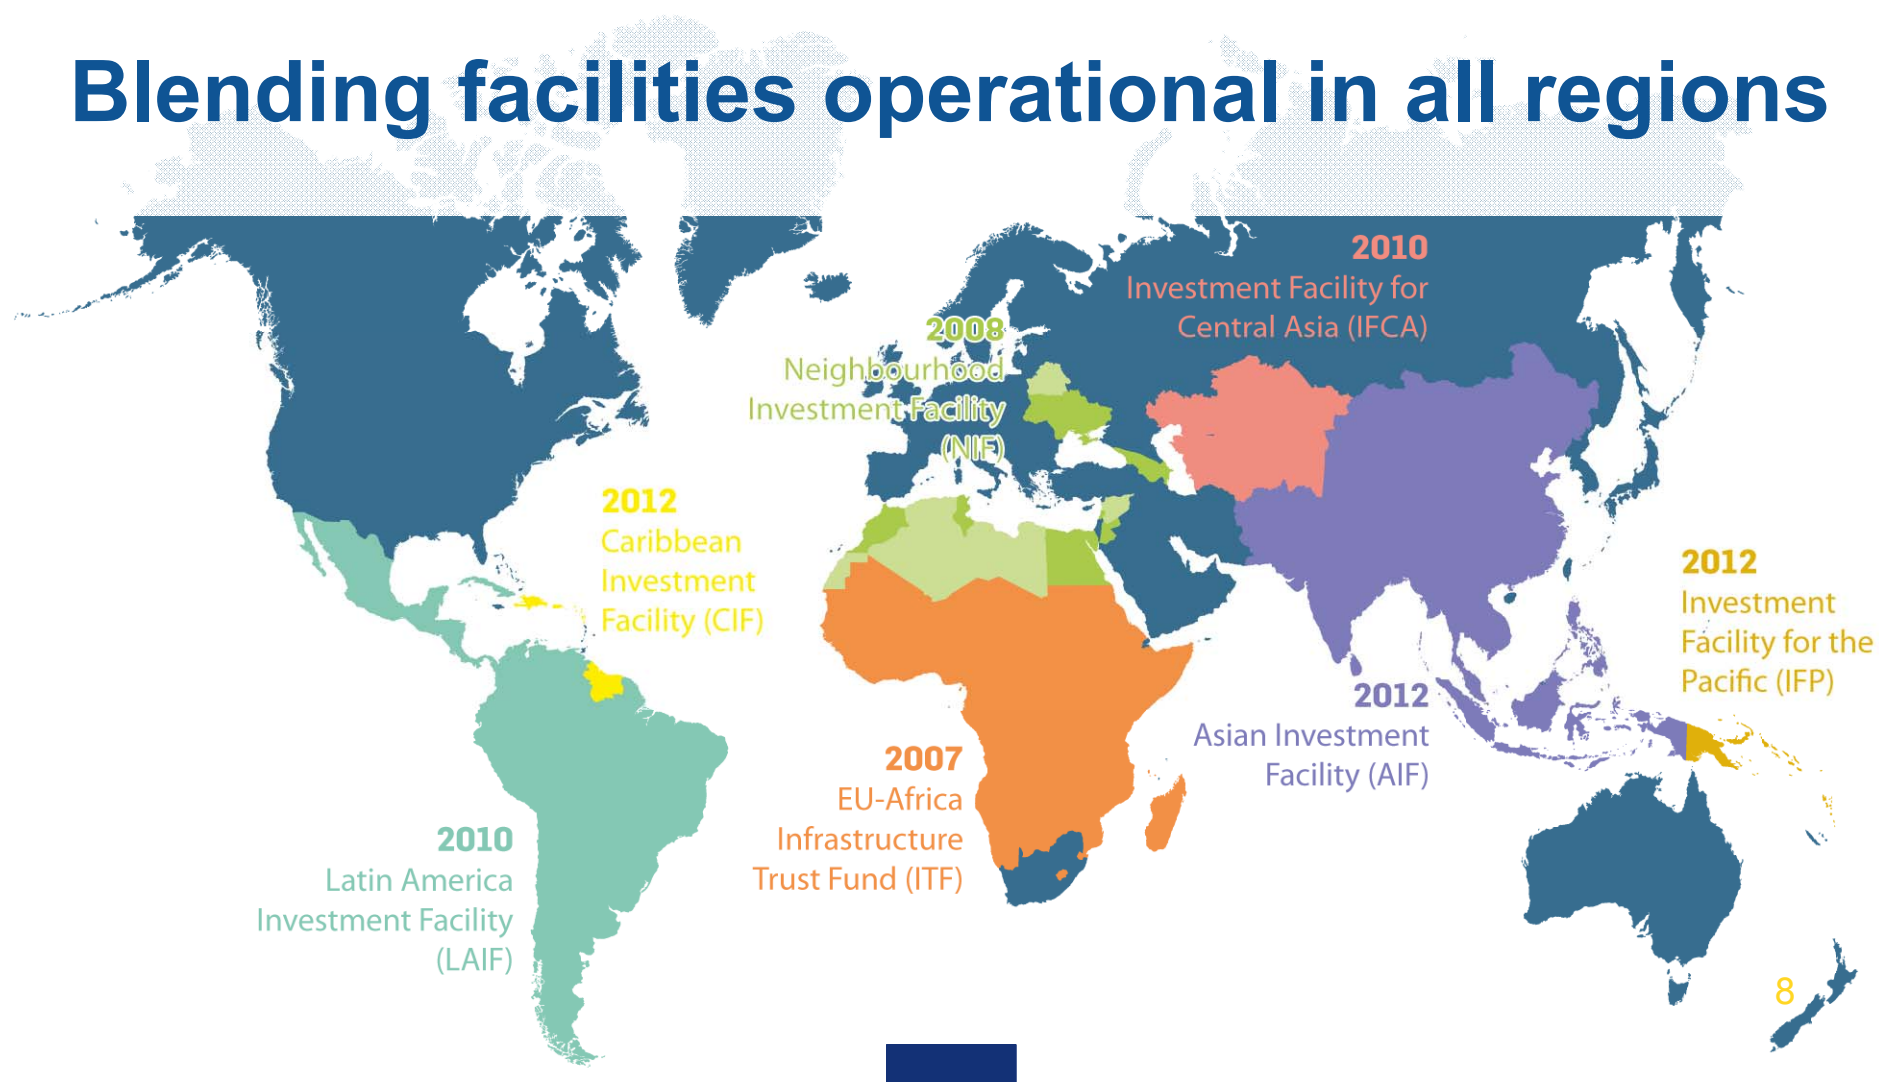 Blending facilities operational in all regions
2010
Investment Facility for
Central Asia (IFCA)
2008
Neighbourhood
Investment Facility
(NIF)
2012
Caribbean
Investment
Facility (CIF)
2012
Investment
Facility for the
Pacific (IFP)
2012
Asian Investment
Facility (AIF)
2007
EU-Africa
Infrastructure
Trust Fund (ITF)
2010
Latin America
Investment Facility
(LAIF)
8